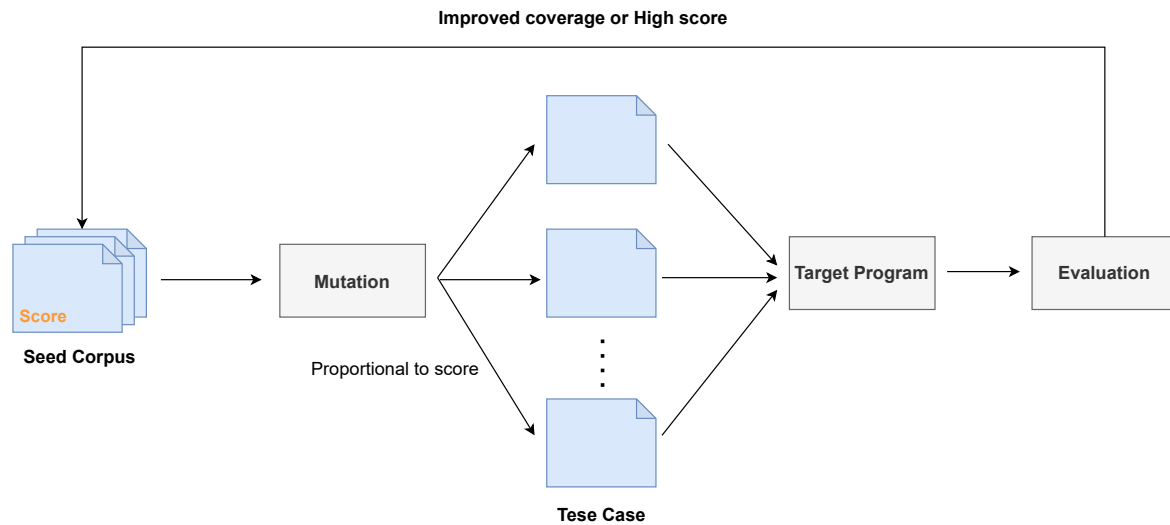 Improved coverage or High score
Score
Seed Corpus
Mutation
Proportional to score
Tese Case
Target Program
Evaluation